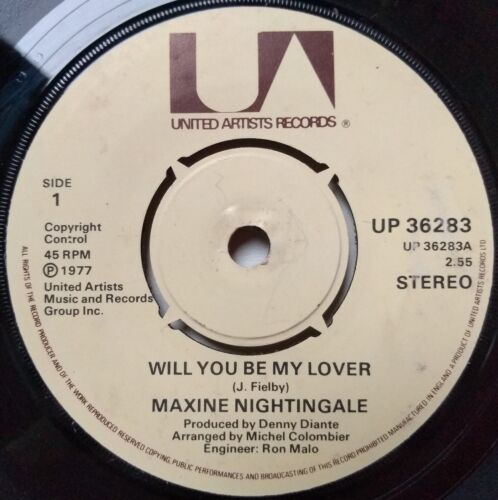 UA
UNITED ARTISTS RECORDS ®
SIDE
1
Copyright
Control
45 RPM
Ⓟ 1977
United Artists
Music and Records
Group Inc.
UP 36283
UP 36283A
2.55
STEREO
WILL YOU BE MY LOVER
(J. Fielby)
MAXINE NIGHTINGALE
Produced by Denny Diante
Arranged by Michel Colombier
Engineer: Ron Malo
ALL RIGHTS OF THE RECORD PRODUCER AND OF THE OWNER OF THE WORK REPRODUCED RESERVED COPYING, PUBLIC PERFORMANCES AND BROADCASTING OF THIS RECORD PROHIBITED MANUFACTURED IN ENGLAND A PRODUCT OF UNITED ARTISTS RECORDS LTD